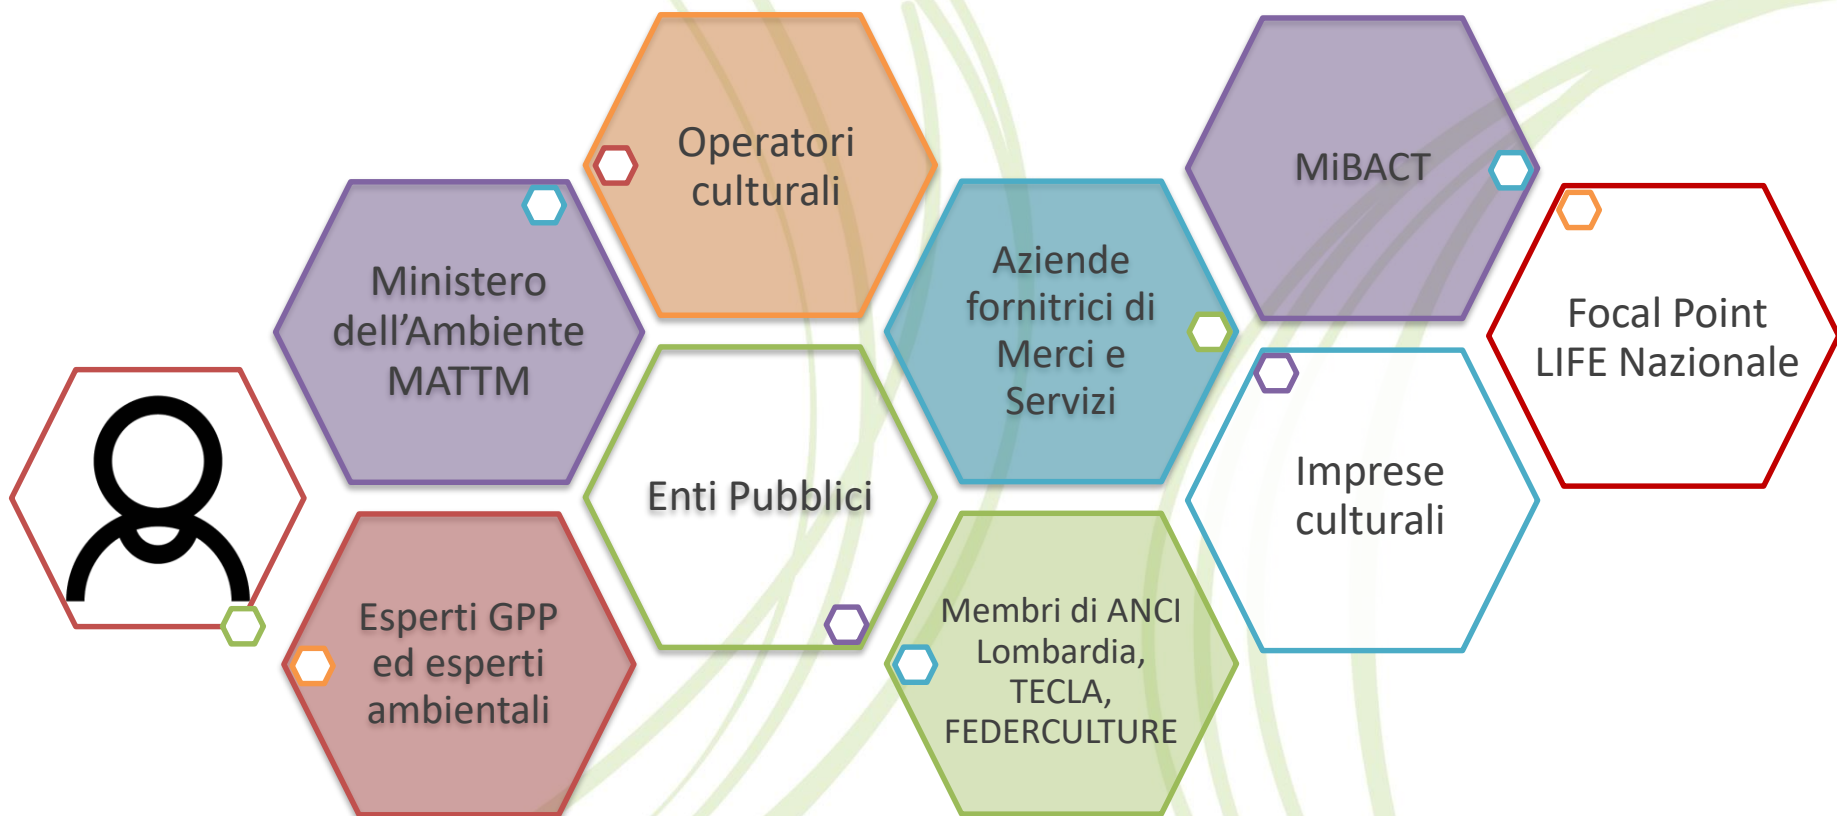 Operatori
culturali
MiBACT
Ministero
dell’Ambiente
MATTM
Aziende
fornitrici di
Merci e
Servizi
Focal Point
LIFE Nazionale
Enti Pubblici
Imprese
culturali
Esperti GPP
ed esperti
ambientali
Membri di ANCI
Lombardia,
TECLA,
FEDERCULTURE